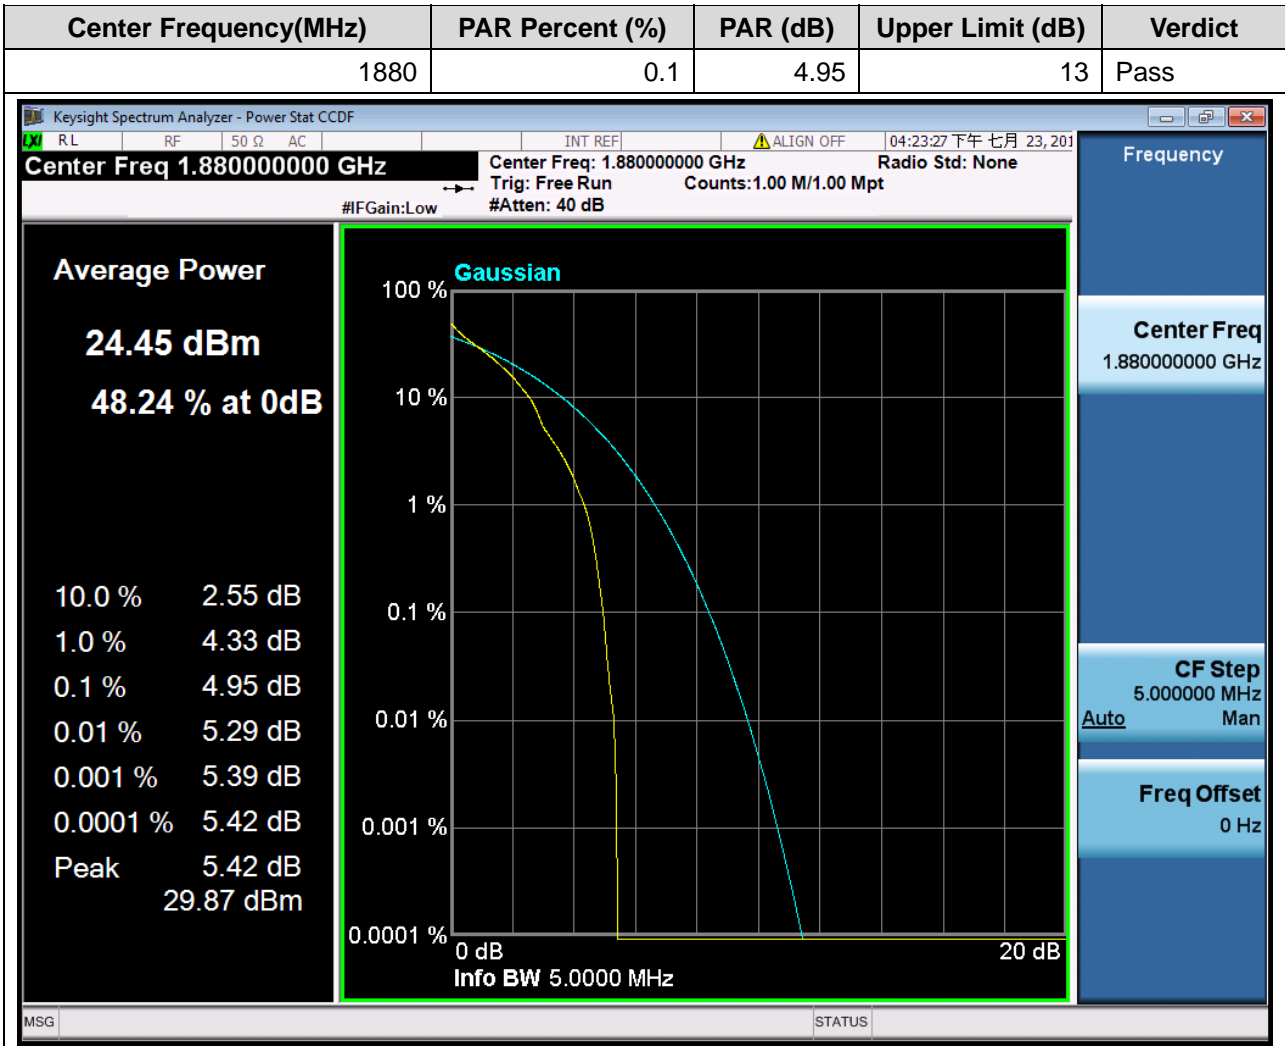 Center Frequency(MHz) PAR Percent (%) PAR (dB) Upper Limit (dB) Verdict
1880 0.1 4.95 13 Pass
Keysight Spectrum Analyzer - Power Stat CCDF
LXI RL RF 50 Ω AC INT REF ALIGN OFF 04:23:27 下午 七月 23, 201
Center Freq 1.880000000 GHz
Center Freq: 1.880000000 GHz Radio Std: None
Trig: Free Run Counts:1.00 M/1.00 Mpt
#IFGain:Low #Atten: 40 dB
Average Power
24.45 dBm
48.24 % at 0dB
10.0 % 2.55 dB
1.0 % 4.33 dB
0.1 % 4.95 dB
0.01 % 5.29 dB
0.001 % 5.39 dB
0.0001 % 5.42 dB
Peak 5.42 dB
29.87 dBm
Gaussian
100 %
10 %
1 %
0.1 %
0.01 %
0.001 %
0.0001 %
0 dB 20 dB
Info BW 5.0000 MHz
Frequency
Center Freq
1.880000000 GHz
CF Step
5.000000 MHz
Auto Man
Freq Offset
0 Hz
MSG STATUS